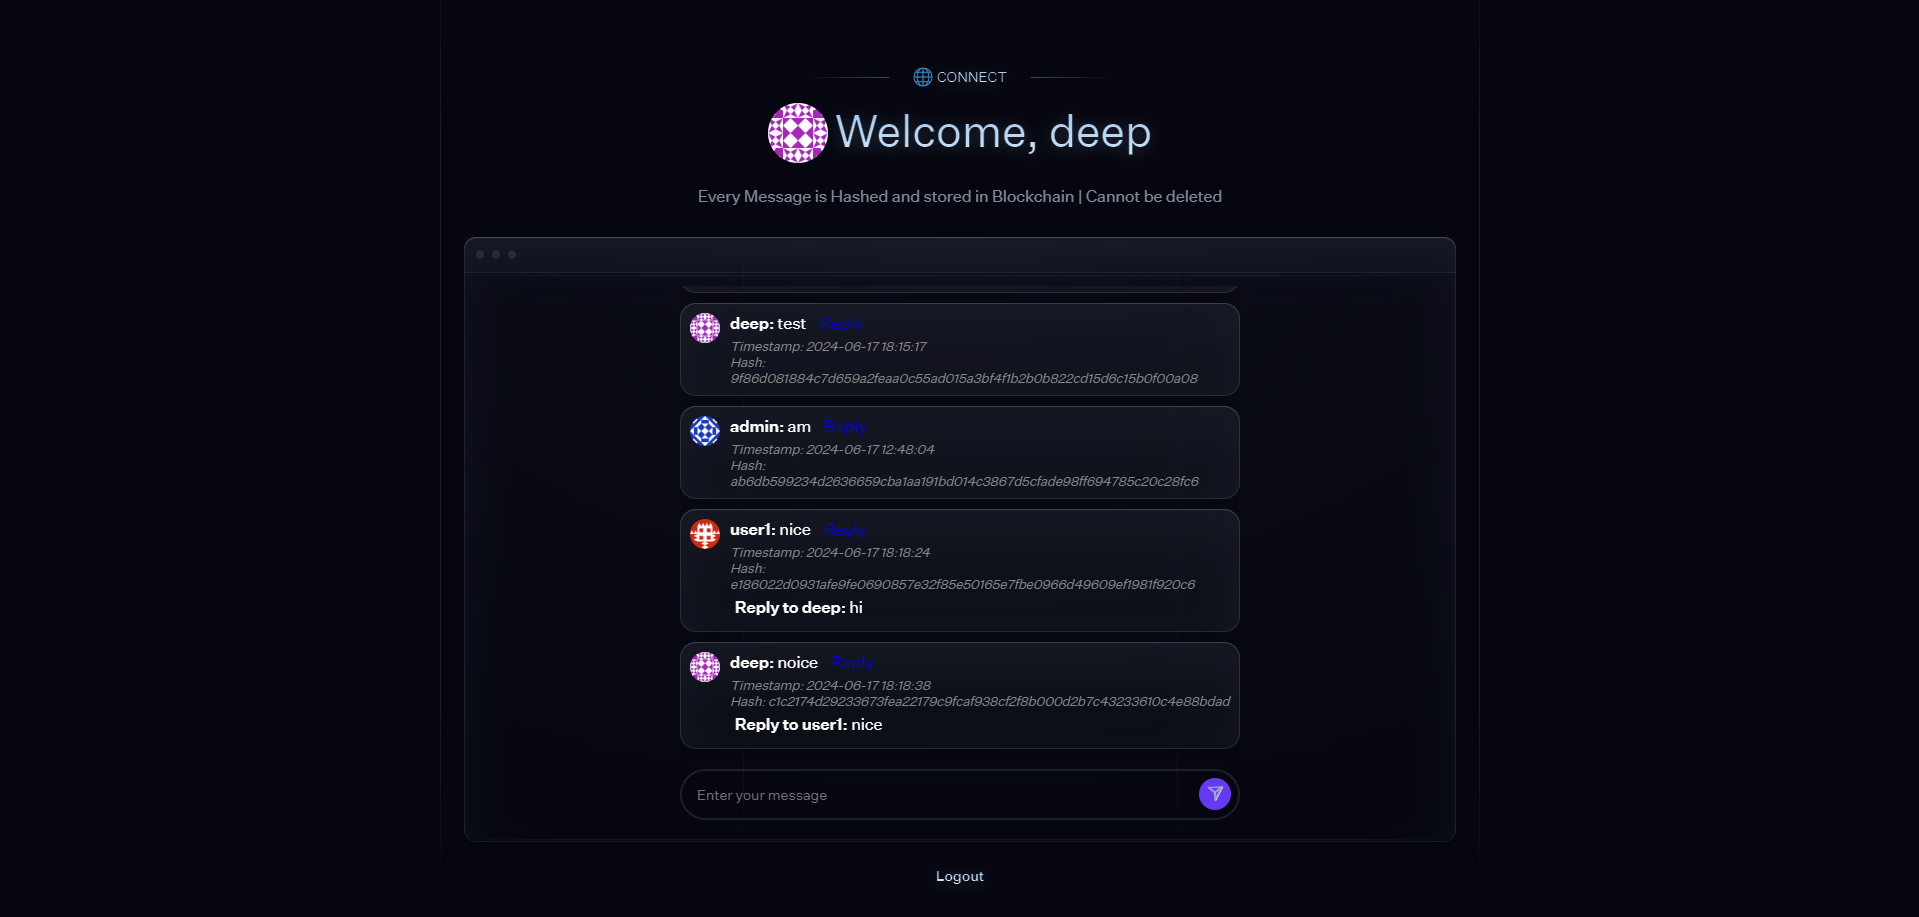 CONNECT
Welcome, deep
Every Message is Hashed and stored in Blockchain | Cannot be deleted
deep: test Reply
Timestamp: 2024-06-17 18:15:17
Hash:
9f86d081884c7d659a2feaa0c55ad015a3bf4f1b2b0b822cd15d6c15b0f00a08
admin: am Reply
Timestamp: 2024-06-17 12:48:04
Hash:
ab6db599234d2636659cba1aa191bd014c3867d5cfade98ff694785c20c28fc6
user1: nice Reply
Timestamp: 2024-06-17 18:18:24
Hash:
e186022d0931afe9fe0690857e32f85e50165e7fbe0966d49609ef1981f920c6
Reply to deep: hi
deep: noice Reply
Timestamp: 2024-06-17 18:18:38
Hash: c1c2174d29233673fea22179c9fcaf938cf2f8b000d2b7c43233610c4e88bdad
Reply to user1: nice
Enter your message
Logout